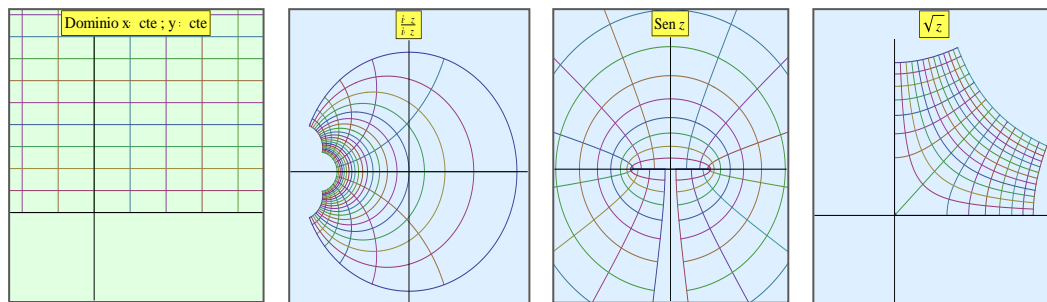 Dominio x: cte ; y: cte
i z
i z
Sen z
√z